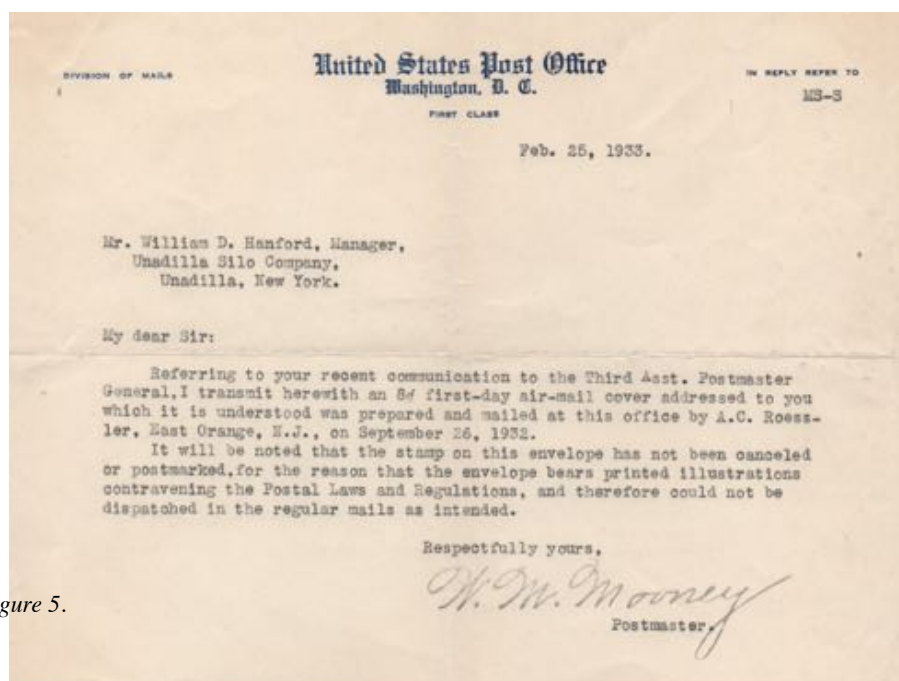 DIVISION OF MAILS
United States Post Office
Washington, D. C.
FIRST CLASS
IN REPLY REFER TO
MS-S
Feb. 25, 1933.
Mr. William D. Hanford, Manager,
Unadilla Silo Company,
Unadilla, New York.
My dear Sir:
Referring to your recent communication to the Third Asst. Postmaster
General, I transmit herewith an 8¢ first-day air-mail cover addressed to you
which it is understood was prepared and mailed at this office by A.C. Roess-
ler, East Orange, N.J., on September 26, 1932.
It will be noted that the stamp on this envelope has not been canceled
or postmarked, for the reason that the envelope bears printed illustrations
contravening the Postal Laws and Regulations, and therefore could not be
dispatched in the regular mails as intended.
Respectfully yours,
W. M. Mooney
Postmaster.
gure 5.